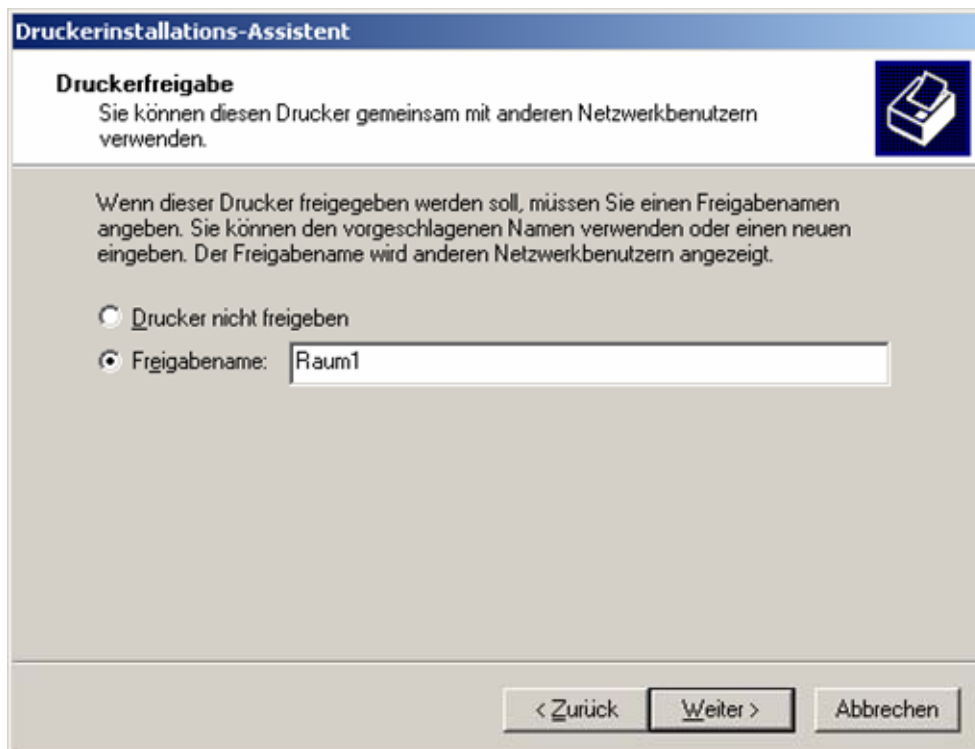 Druckerinstallations-Assistent
Druckerfreigabe
Sie können diesen Drucker gemeinsam mit anderen Netzwerkbenutzern
verwenden.
Wenn dieser Drucker freigegeben werden soll, müssen Sie einen Freigabenamen
angeben. Sie können den vorgeschlagenen Namen verwenden oder einen neuen
eingeben. Der Freigabename wird anderen Netzwerkbenutzern angezeigt.
Drucker nicht freigeben
Freigabename: Raum1
< Zurück Weiter > Abbrechen